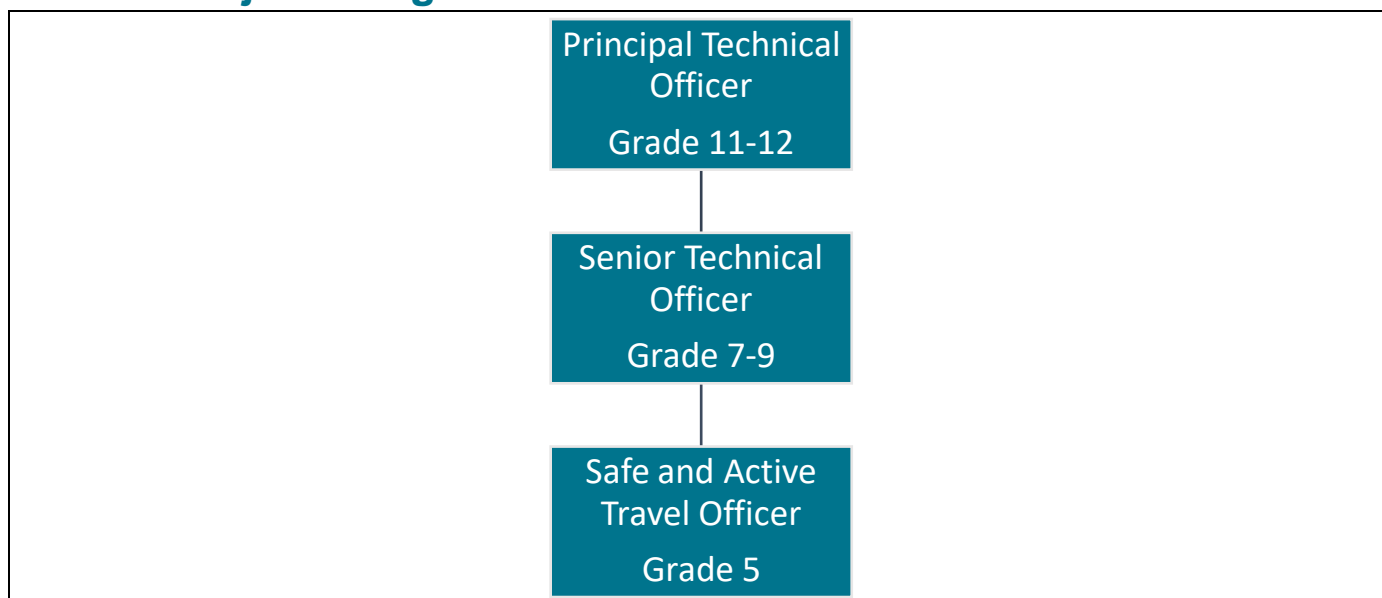 Principal Technical
Officer
Grade 11-12
Senior Technical
Officer
Grade 7-9
Safe and Active
Travel Officer
Grade 5